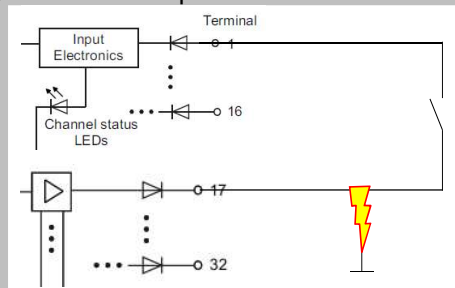 Terminal
Input
Electronics
1
16
Channel status
LEDs
17
32